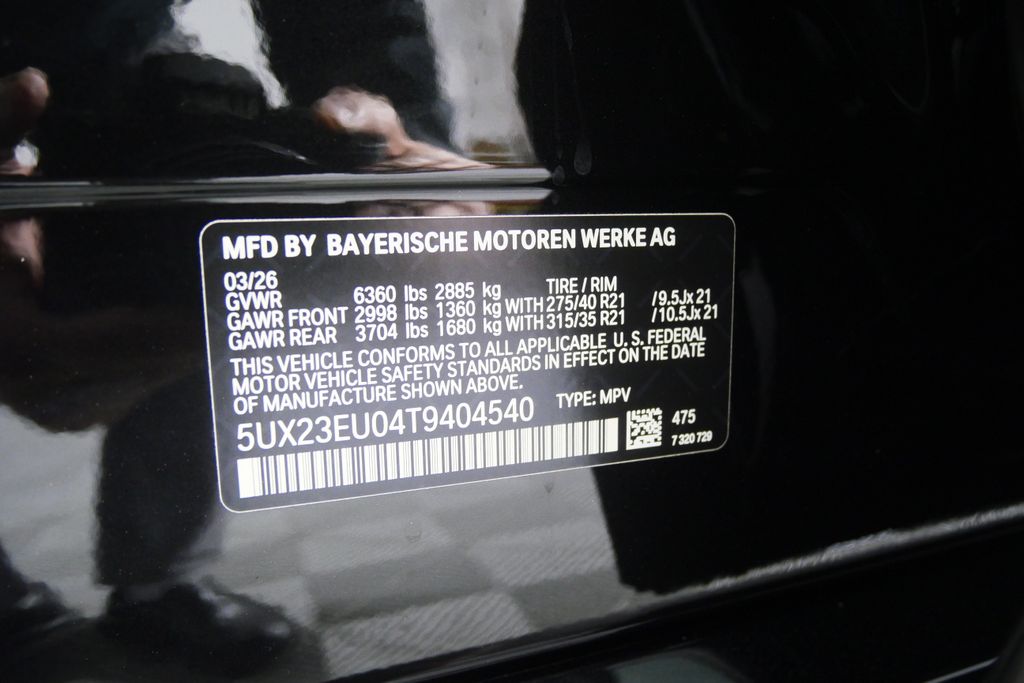 MFD BY BAYERISCHE MOTOREN WERKE AG
03/26
TIRE / RIM
GVWR 6360 lbs 2885 kg
GAWR FRONT 2998 lbs 1360 kg WITH 275/40 R21 /9.5Jx21
GAWR REAR 3704 lbs 1680 kg WITH 315/35 R21 /10.5Jx21
THIS VEHICLE CONFORMS TO ALL APPLICABLE U. S. FEDERAL
MOTOR VEHICLE SAFETY STANDARDS IN EFFECT ON THE DATE
OF MANUFACTURE SHOWN ABOVE.
TYPE: MPV
5UX23EU04T9404540
475
7 320 729